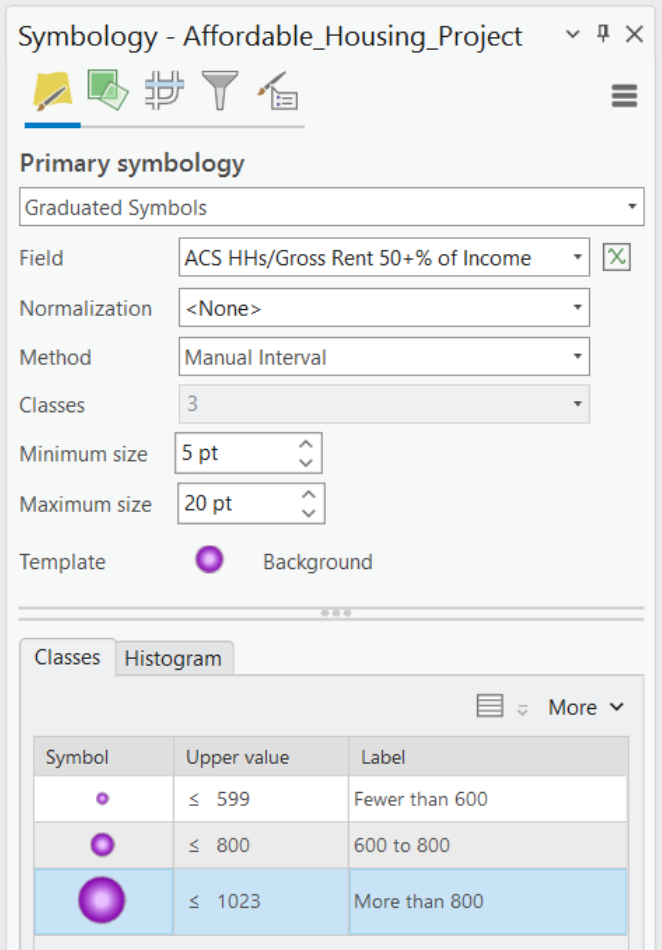 Symbology - Affordable_Housing_Project
Primary symbology
Graduated Symbols
Field ACS HHs/Gross Rent 50+% of Income
Normalization <None>
Method Manual Interval
Classes 3
Minimum size 5 pt
Maximum size 20 pt
Template Background
Classes Histogram
More
Symbol Upper value Label
≤ 599 Fewer than 600
≤ 800 600 to 800
≤ 1023 More than 800